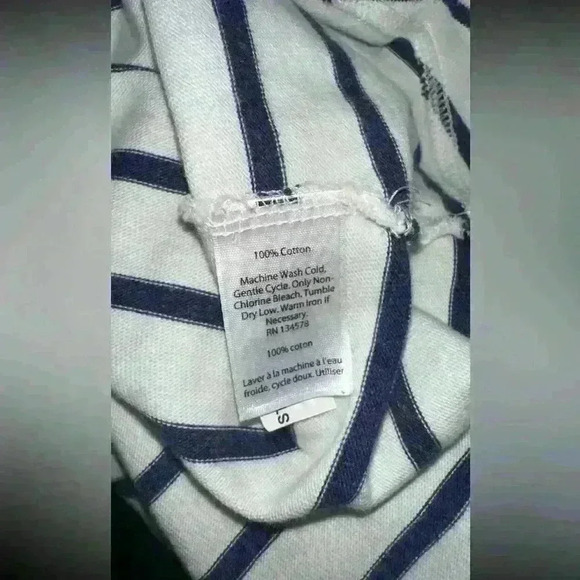 100% Cotton
Machine Wash Cold,
Gentle Cycle. Only Non-
Chlorine Bleach. Tumble
Dry Low. Warm Iron if
Necessary.
RN 134578
100% coton
Laver à la machine à l'eau
froide, cycle doux. Utiliser
S